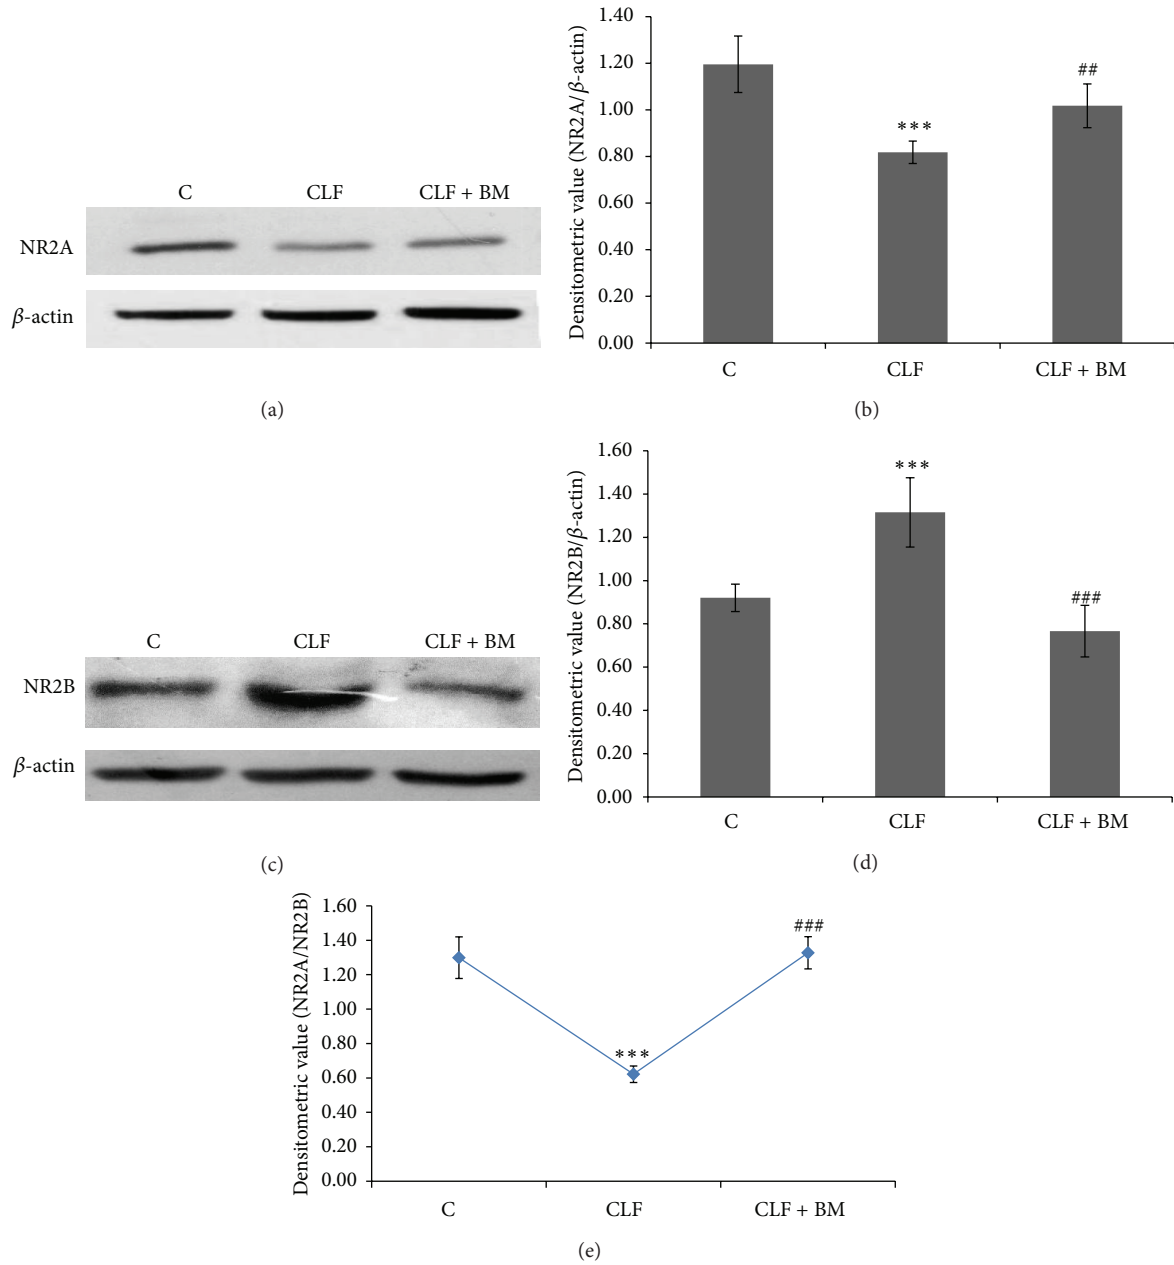 C CLF CLF + BM
NR2A
β-actin
(a)
Densitometric value (NR2A/β-actin)
1.40
1.20
1.00
0.80
0.60
0.40
0.20
0.00
***
##
C CLF CLF + BM
(b)
C CLF CLF + BM
NR2B
β-actin
(c)
Densitometric value (NR2B/β-actin)
1.60
1.40
1.20
1.00
0.80
0.60
0.40
0.20
0.00
***
###
C CLF CLF + BM
(d)
Densitometric value (NR2A/NR2B)
1.60
1.40
1.20
1.00
0.80
0.60
0.40
0.20
0.00
***
###
C CLF CLF + BM
(e)